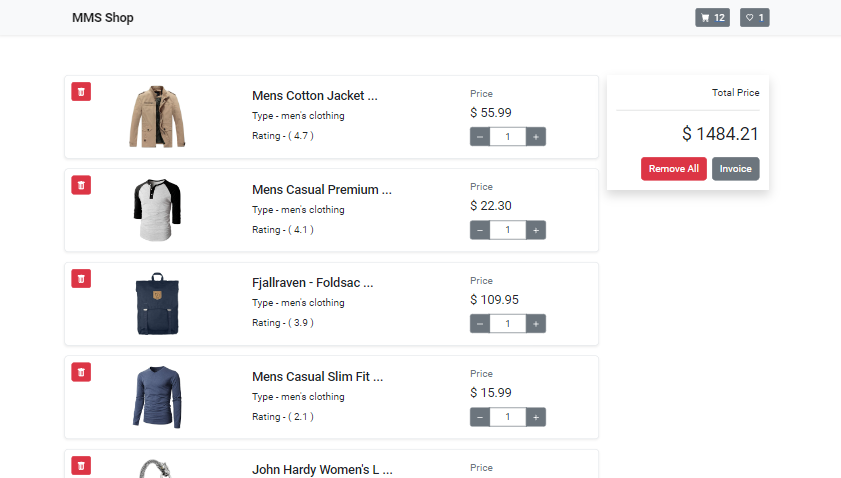 MMS Shop
12
1
Mens Cotton Jacket ...
Type - men's clothing
Rating - ( 4.7 )
Price
$ 55.99
− 1 +
Mens Casual Premium ...
Type - men's clothing
Rating - ( 4.1 )
Price
$ 22.30
− 1 +
Fjallraven - Foldsac ...
Type - men's clothing
Rating - ( 3.9 )
Price
$ 109.95
− 1 +
Mens Casual Slim Fit ...
Type - men's clothing
Rating - ( 2.1 )
Price
$ 15.99
− 1 +
John Hardy Women's L ...
Price
Total Price
$ 1484.21
Remove All
Invoice